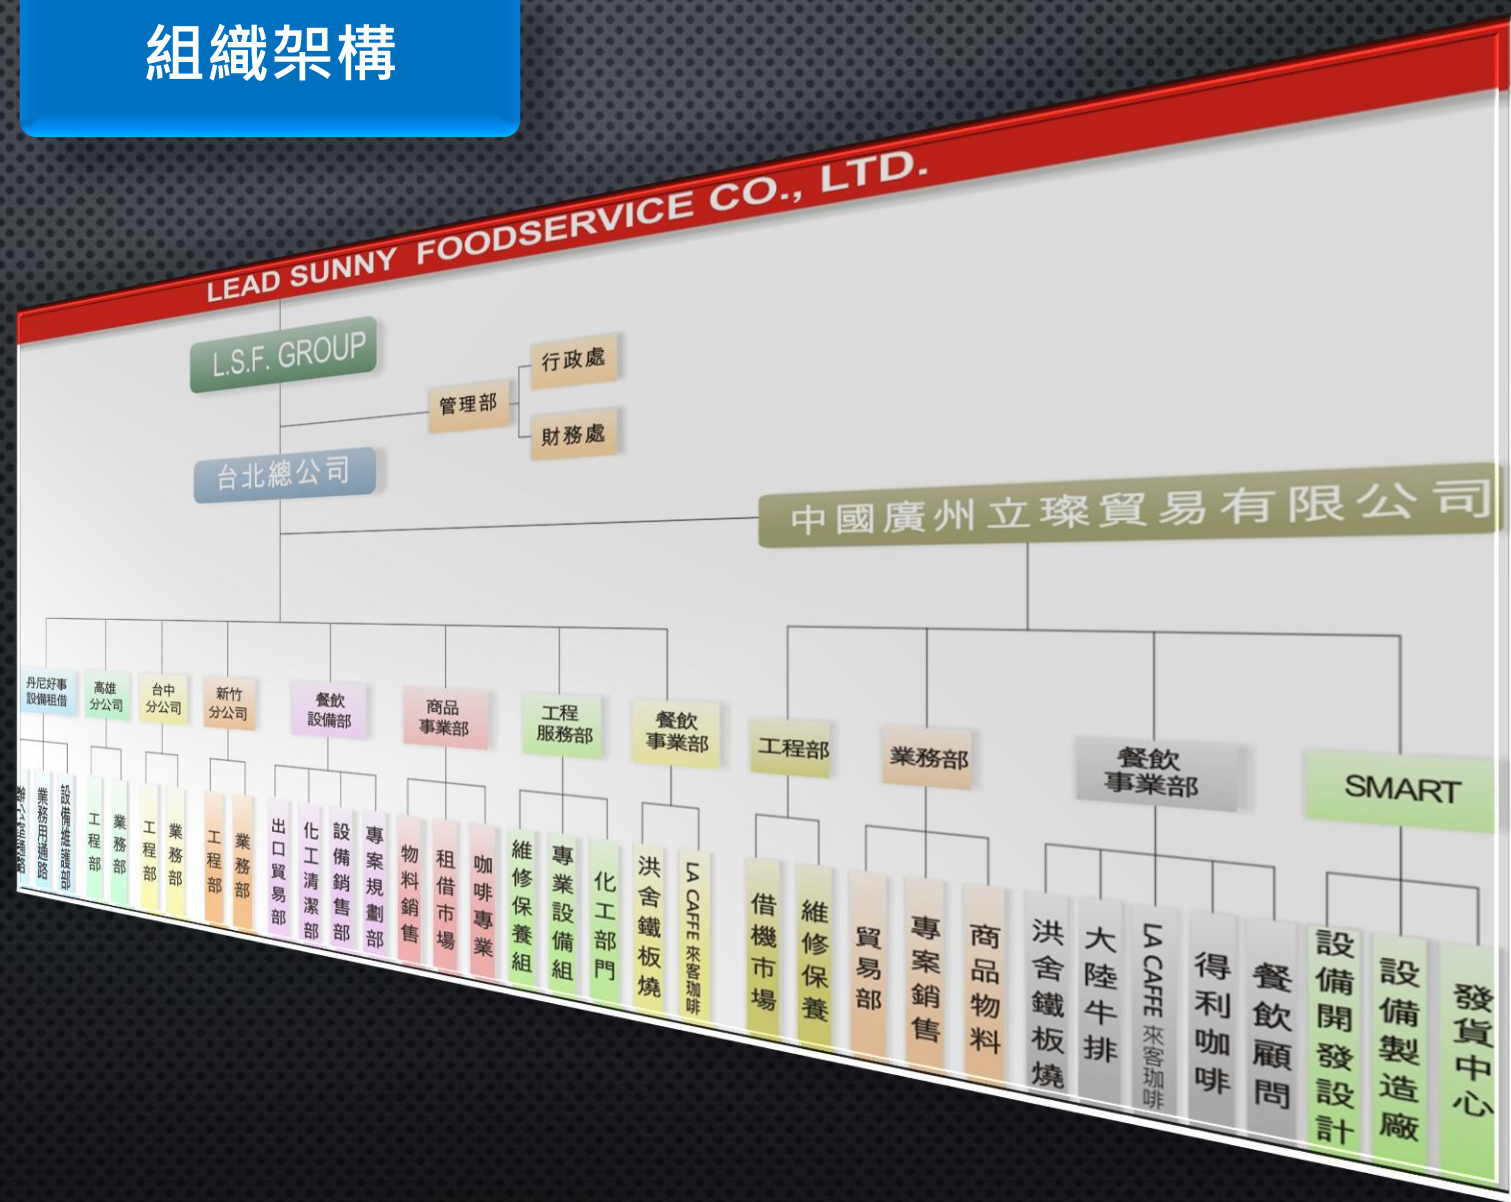 組織架構
LEAD SUNNY FOODSERVICE CO., LTD.
L.S.F. GROUP
管理部
行政處
財務處
台北總公司
中國廣州立璨貿易有限公司
丹尼好事
設備租借
辦公室通路
業務用通路
設備維護部
高雄
分公司
工程部
業務部
台中
分公司
工程部
業務部
新竹
分公司
工程部
業務部
餐飲
設備部
出口貿易部
化工清潔部
設備銷售部
專案規劃部
商品
事業部
物料銷售
租借市場
咖啡專業
工程
服務部
維修保養組
專業設備組
化工部門
餐飲
事業部
洪舍鐵板燒
LA CAFFE 來客珈啡
工程部
借機市場
維修保養
業務部
貿易部
專案銷售
商品物料
餐飲
事業部
洪舍鐵板燒
大陸牛排
LA CAFFE 來客珈啡
得利咖啡
餐飲顧問
SMART
設備開發設計
設備製造廠
發貨中心